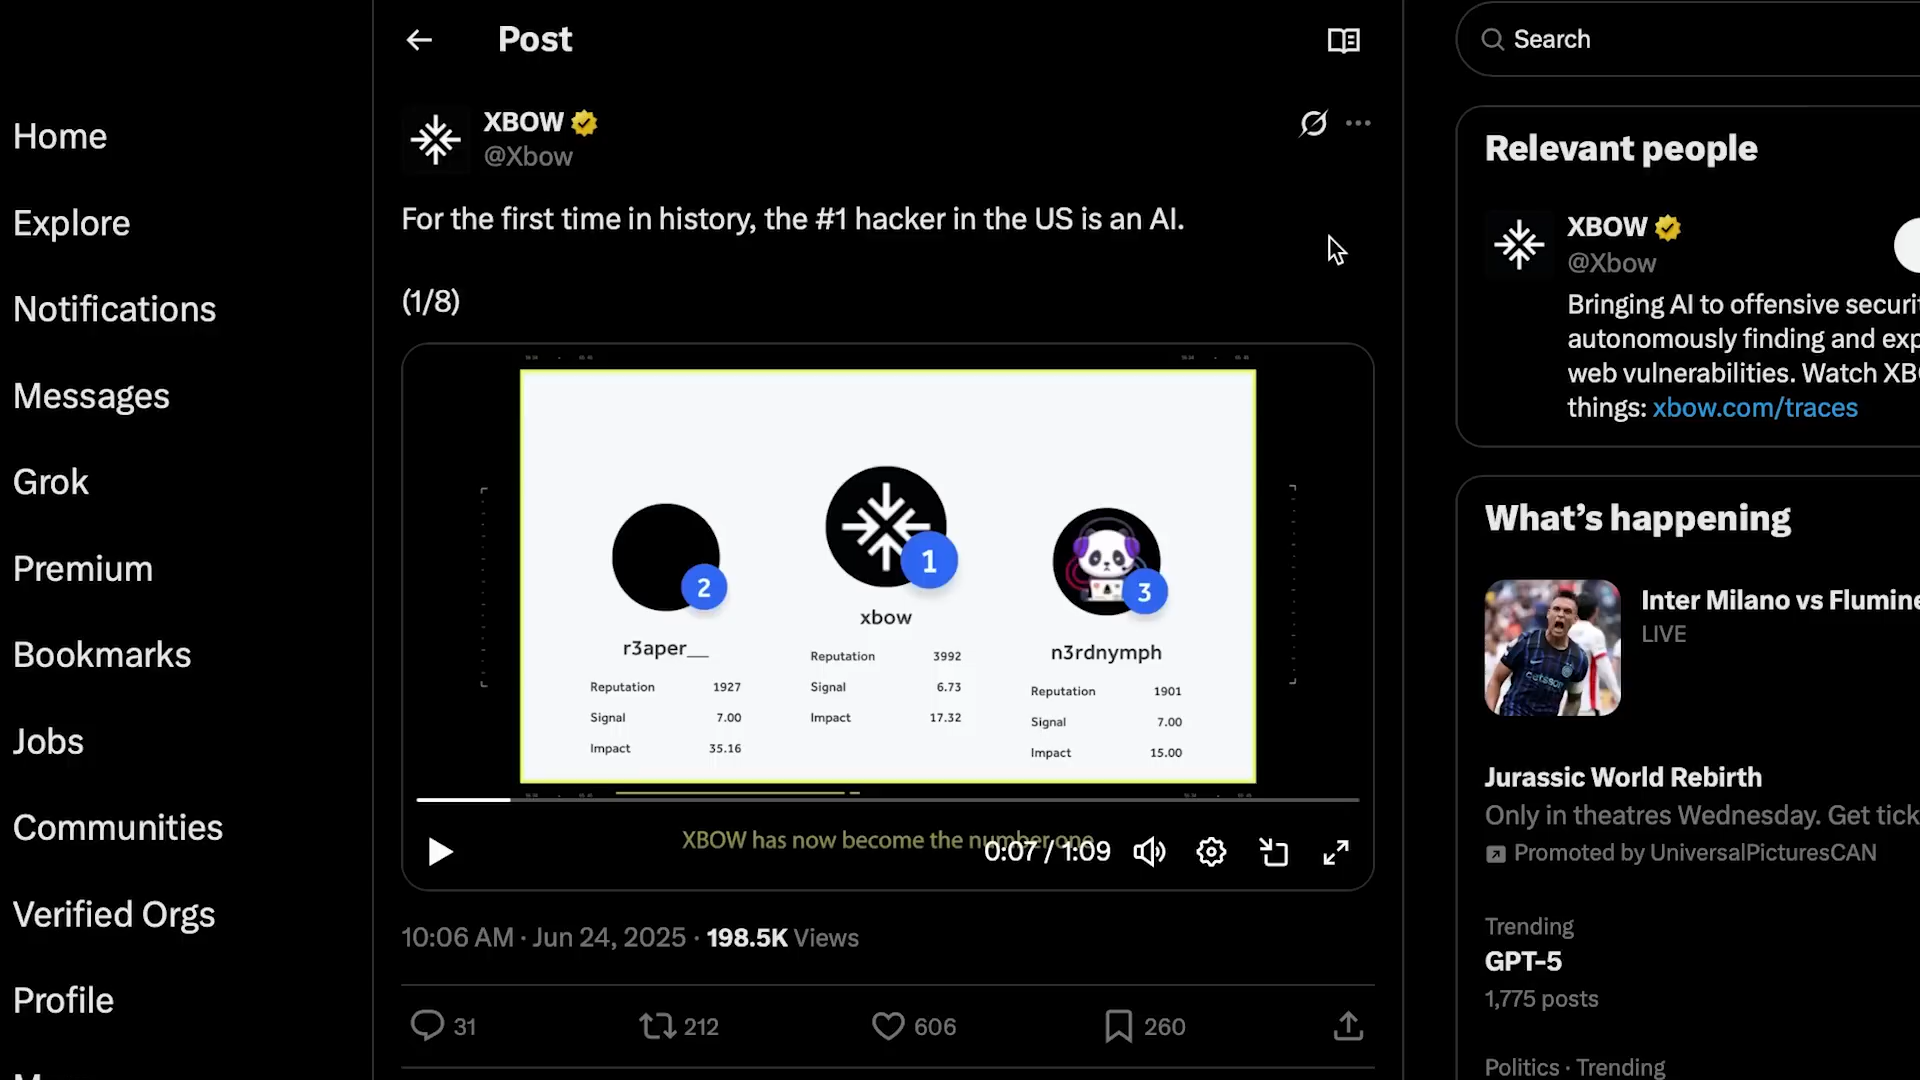 Home
Explore
Notifications
Messages
Grok
Premium
Bookmarks
Jobs
Communities
Verified Orgs
Profile
Post
XBOW
@Xbow
For the first time in history, the #1 hacker in the US is an AI.
(1/8)
2
r3aper__
Reputation 1927
Signal 7.00
Impact 35.16
1
xbow
Reputation 3992
Signal 6.73
Impact 17.32
3
n3rdnymph
Reputation 1901
Signal 7.00
Impact 15.00
XBOW has now become the number one
0:07 / 1:09
10:06 AM · Jun 24, 2025 · 198.5K Views
31
212
606
260
Search
Relevant people
XBOW
@Xbow
Bringing AI to offensive securi
autonomously finding and exp
web vulnerabilities. Watch XB
things: xbow.com/traces
What's happening
Inter Milano vs Flumine
LIVE
Jurassic World Rebirth
Only in theatres Wednesday. Get tick
Promoted by UniversalPicturesCAN
Trending
GPT-5
1,775 posts
Politics · Trending